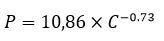 P = 10,86 × C⁻⁰·⁷³